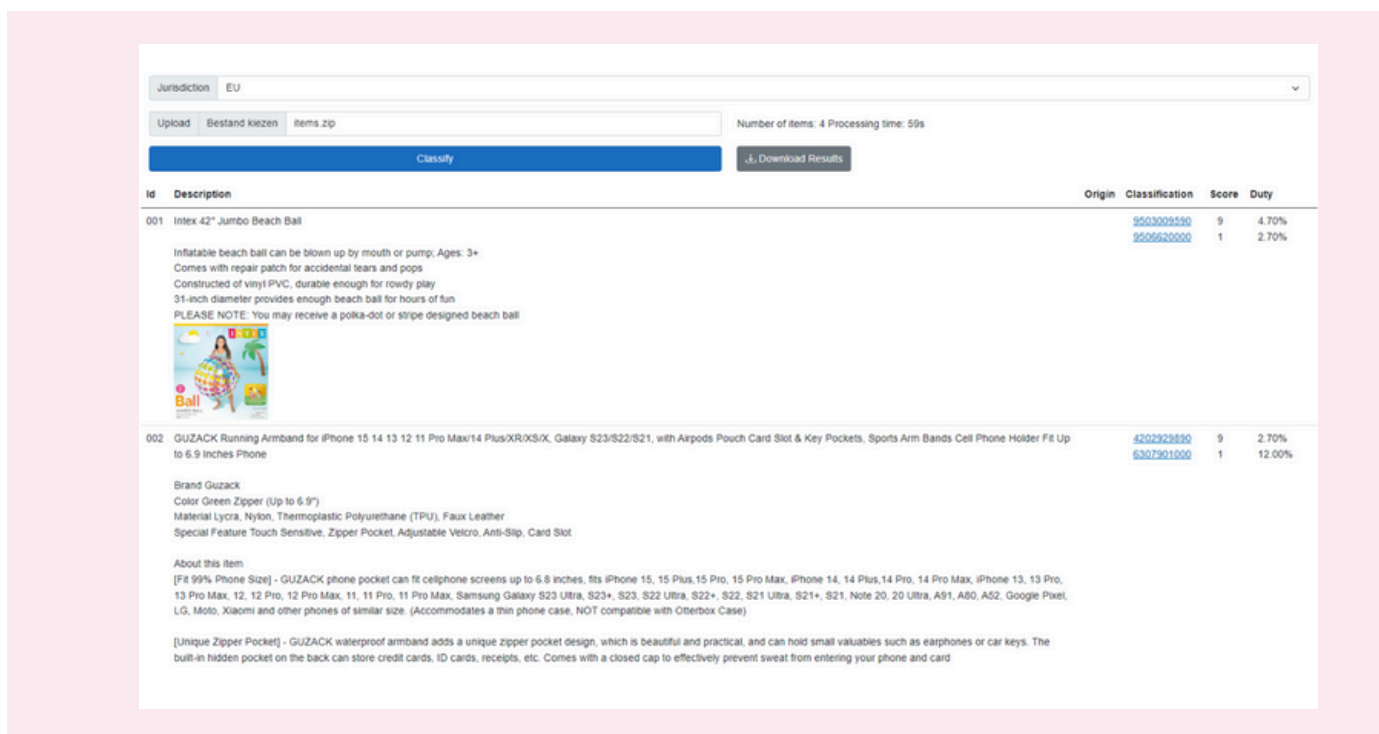 Jurisdiction EU
Upload Bestand kiezen items.zip Number of items: 4 Processing time: 59s
Classify Download Results
Id Description Origin Classification Score Duty
001 Intex 42" Jumbo Beach Ball 9503009590 9 4.70%
9506620000 1 2.70%
Inflatable beach ball can be blown up by mouth or pump; Ages: 3+
Comes with repair patch for accidental tears and pops
Constructed of vinyl PVC, durable enough for rowdy play
31-inch diameter provides enough beach ball for hours of fun
PLEASE NOTE: You may receive a polka-dot or stripe designed beach ball
INTEX
Ball
002 GUZACK Running Armband for iPhone 15 14 13 12 11 Pro Max/14 Plus/XR/XS/X, Galaxy S23/S22/S21, with Airpods Pouch Card Slot & Key Pockets, Sports Arm Bands Cell Phone Holder Fit Up 4202929890 9 2.70%
to 6.9 Inches Phone 6307901000 1 12.00%
Brand Guzack
Color Green Zipper (Up to 6.9")
Material Lycra, Nylon, Thermoplastic Polyurethane (TPU), Faux Leather
Special Feature Touch Sensitive, Zipper Pocket, Adjustable Velcro, Anti-Slip, Card Slot
About this item
[Fit 99% Phone Size] - GUZACK phone pocket can fit cellphone screens up to 6.8 inches, fits iPhone 15, 15 Plus,15 Pro, 15 Pro Max, iPhone 14, 14 Plus,14 Pro, 14 Pro Max, iPhone 13, 13 Pro,
13 Pro Max, 12, 12 Pro, 12 Pro Max, 11, 11 Pro, 11 Pro Max, Samsung Galaxy S23 Ultra, S23+, S23, S22 Ultra, S22+, S22, S21 Ultra, S21+, S21, Note 20, 20 Ultra, A91, A80, A52, Google Pixel,
LG, Moto, Xiaomi and other phones of similar size. (Accommodates a thin phone case, NOT compatible with Otterbox
Case)
[Unique Zipper Pocket] - GUZACK waterproof armband adds a unique zipper pocket design, which is beautiful and practical, and can hold small valuables such as earphones or car keys. The
built-in hidden pocket on the back can store credit cards, ID cards, receipts, etc. Comes with a closed cap to effectively prevent sweat from entering your phone and card